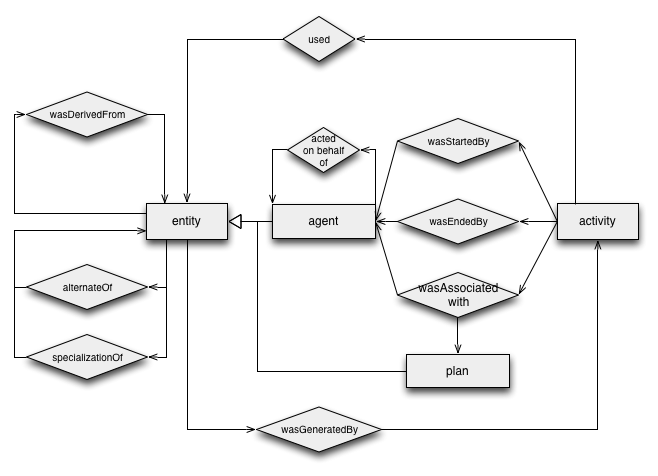 used
wasDerivedFrom
acted
on behalf
of
wasStartedBy
entity
agent
wasEndedBy
activity
alternateOf
wasAssociated
with
specializationOf
plan
wasGeneratedBy